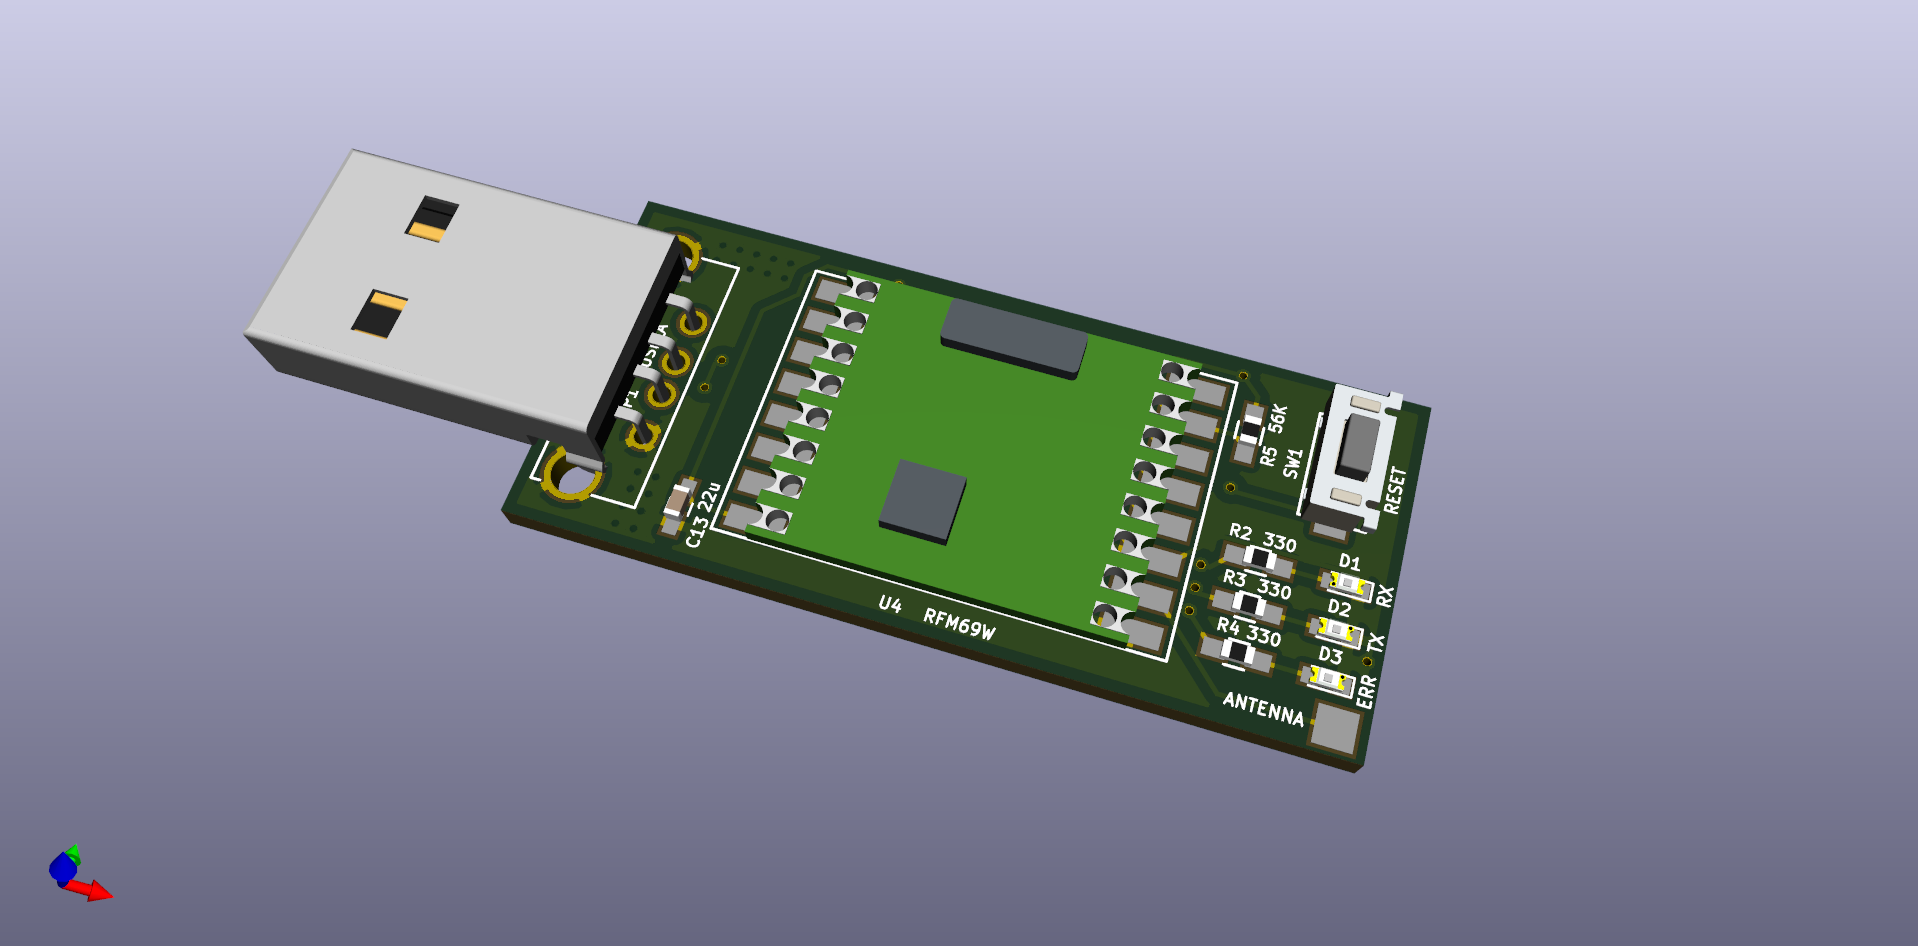 P1
C13 22u
U4 RFM69W
R5 56K
SW1
RESET
R2 330
D1
RX
R3 330
D2
TX
R4 330
D3
ERR
ANTENNA